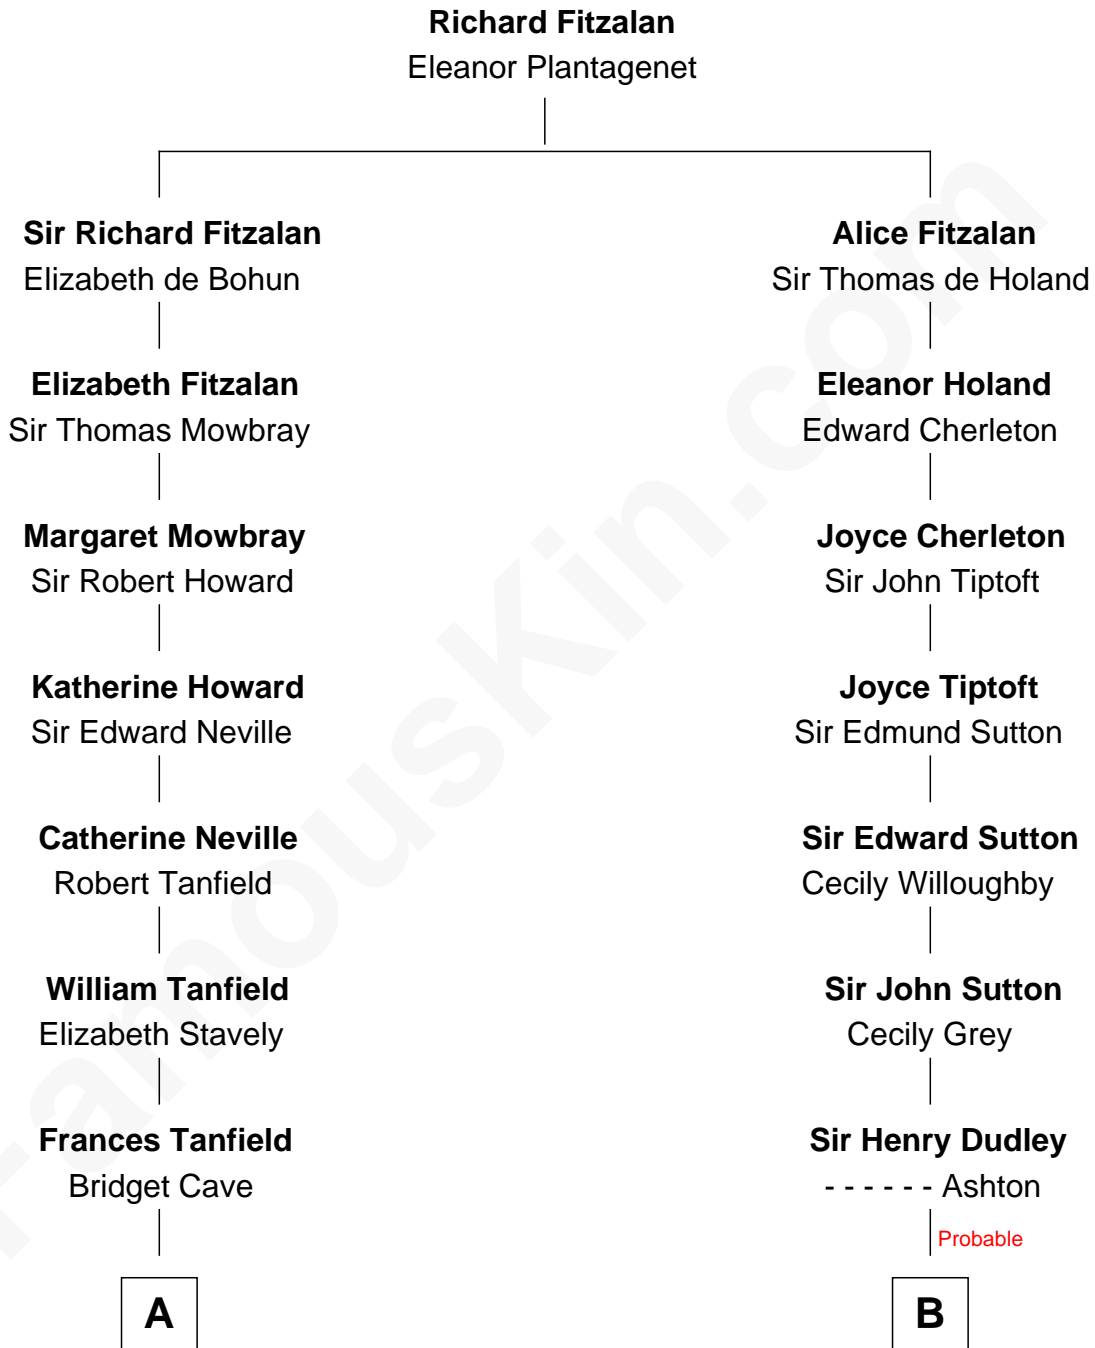 Richard Fitzalan
Eleanor Plantagenet
Sir Richard Fitzalan
Elizabeth de Bohun
Alice Fitzalan
Sir Thomas de Holand
Elizabeth Fitzalan
Sir Thomas Mowbray
Eleanor Holand
Edward Cherleton
Margaret Mowbray
Sir Robert Howard
Joyce Cherleton
Sir John Tiptoft
Katherine Howard
Sir Edward Neville
Joyce Tiptoft
Sir Edmund Sutton
Catherine Neville
Robert Tanfield
Sir Edward Sutton
Cecily Willoughby
William Tanfield
Elizabeth Stavely
Sir John Sutton
Cecily Grey
Frances Tanfield
Bridget Cave
Sir Henry Dudley
- - - - - - Ashton
Probable
A
B
FamousKin.com